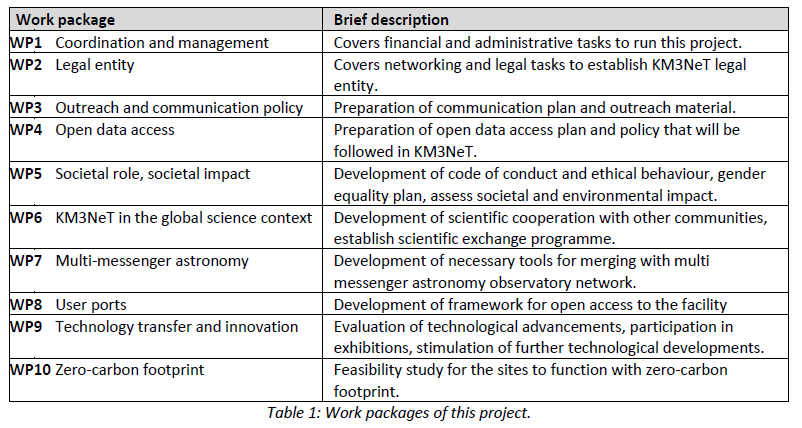 Work package Brief description
WP1 Coordination and management Covers financial and administrative tasks to run this project.
WP2 Legal entity Covers networking and legal tasks to establish KM3NeT legal
entity.
WP3 Outreach and communication policy Preparation of communication plan and outreach material.
WP4 Open data access Preparation of open data access plan and policy that will be
followed in KM3NeT.
WP5 Societal role, societal impact Development of code of conduct and ethical behaviour, gender
equality plan, assess societal and environmental impact.
WP6 KM3NeT in the global science context Development of scientific cooperation with other communities,
establish scientific exchange programme.
WP7 Multi-messenger astronomy Development of necessary tools for merging with multi
messenger astronomy observatory network.
WP8 User ports Development of framework for open access to the facility
WP9 Technology transfer and innovation Evaluation of technological advancements, participation in
exhibitions, stimulation of further technological developments.
WP10 Zero-carbon footprint Feasibility study for the sites to function with zero-carbon
footprint.
Table 1: Work packages of this project.